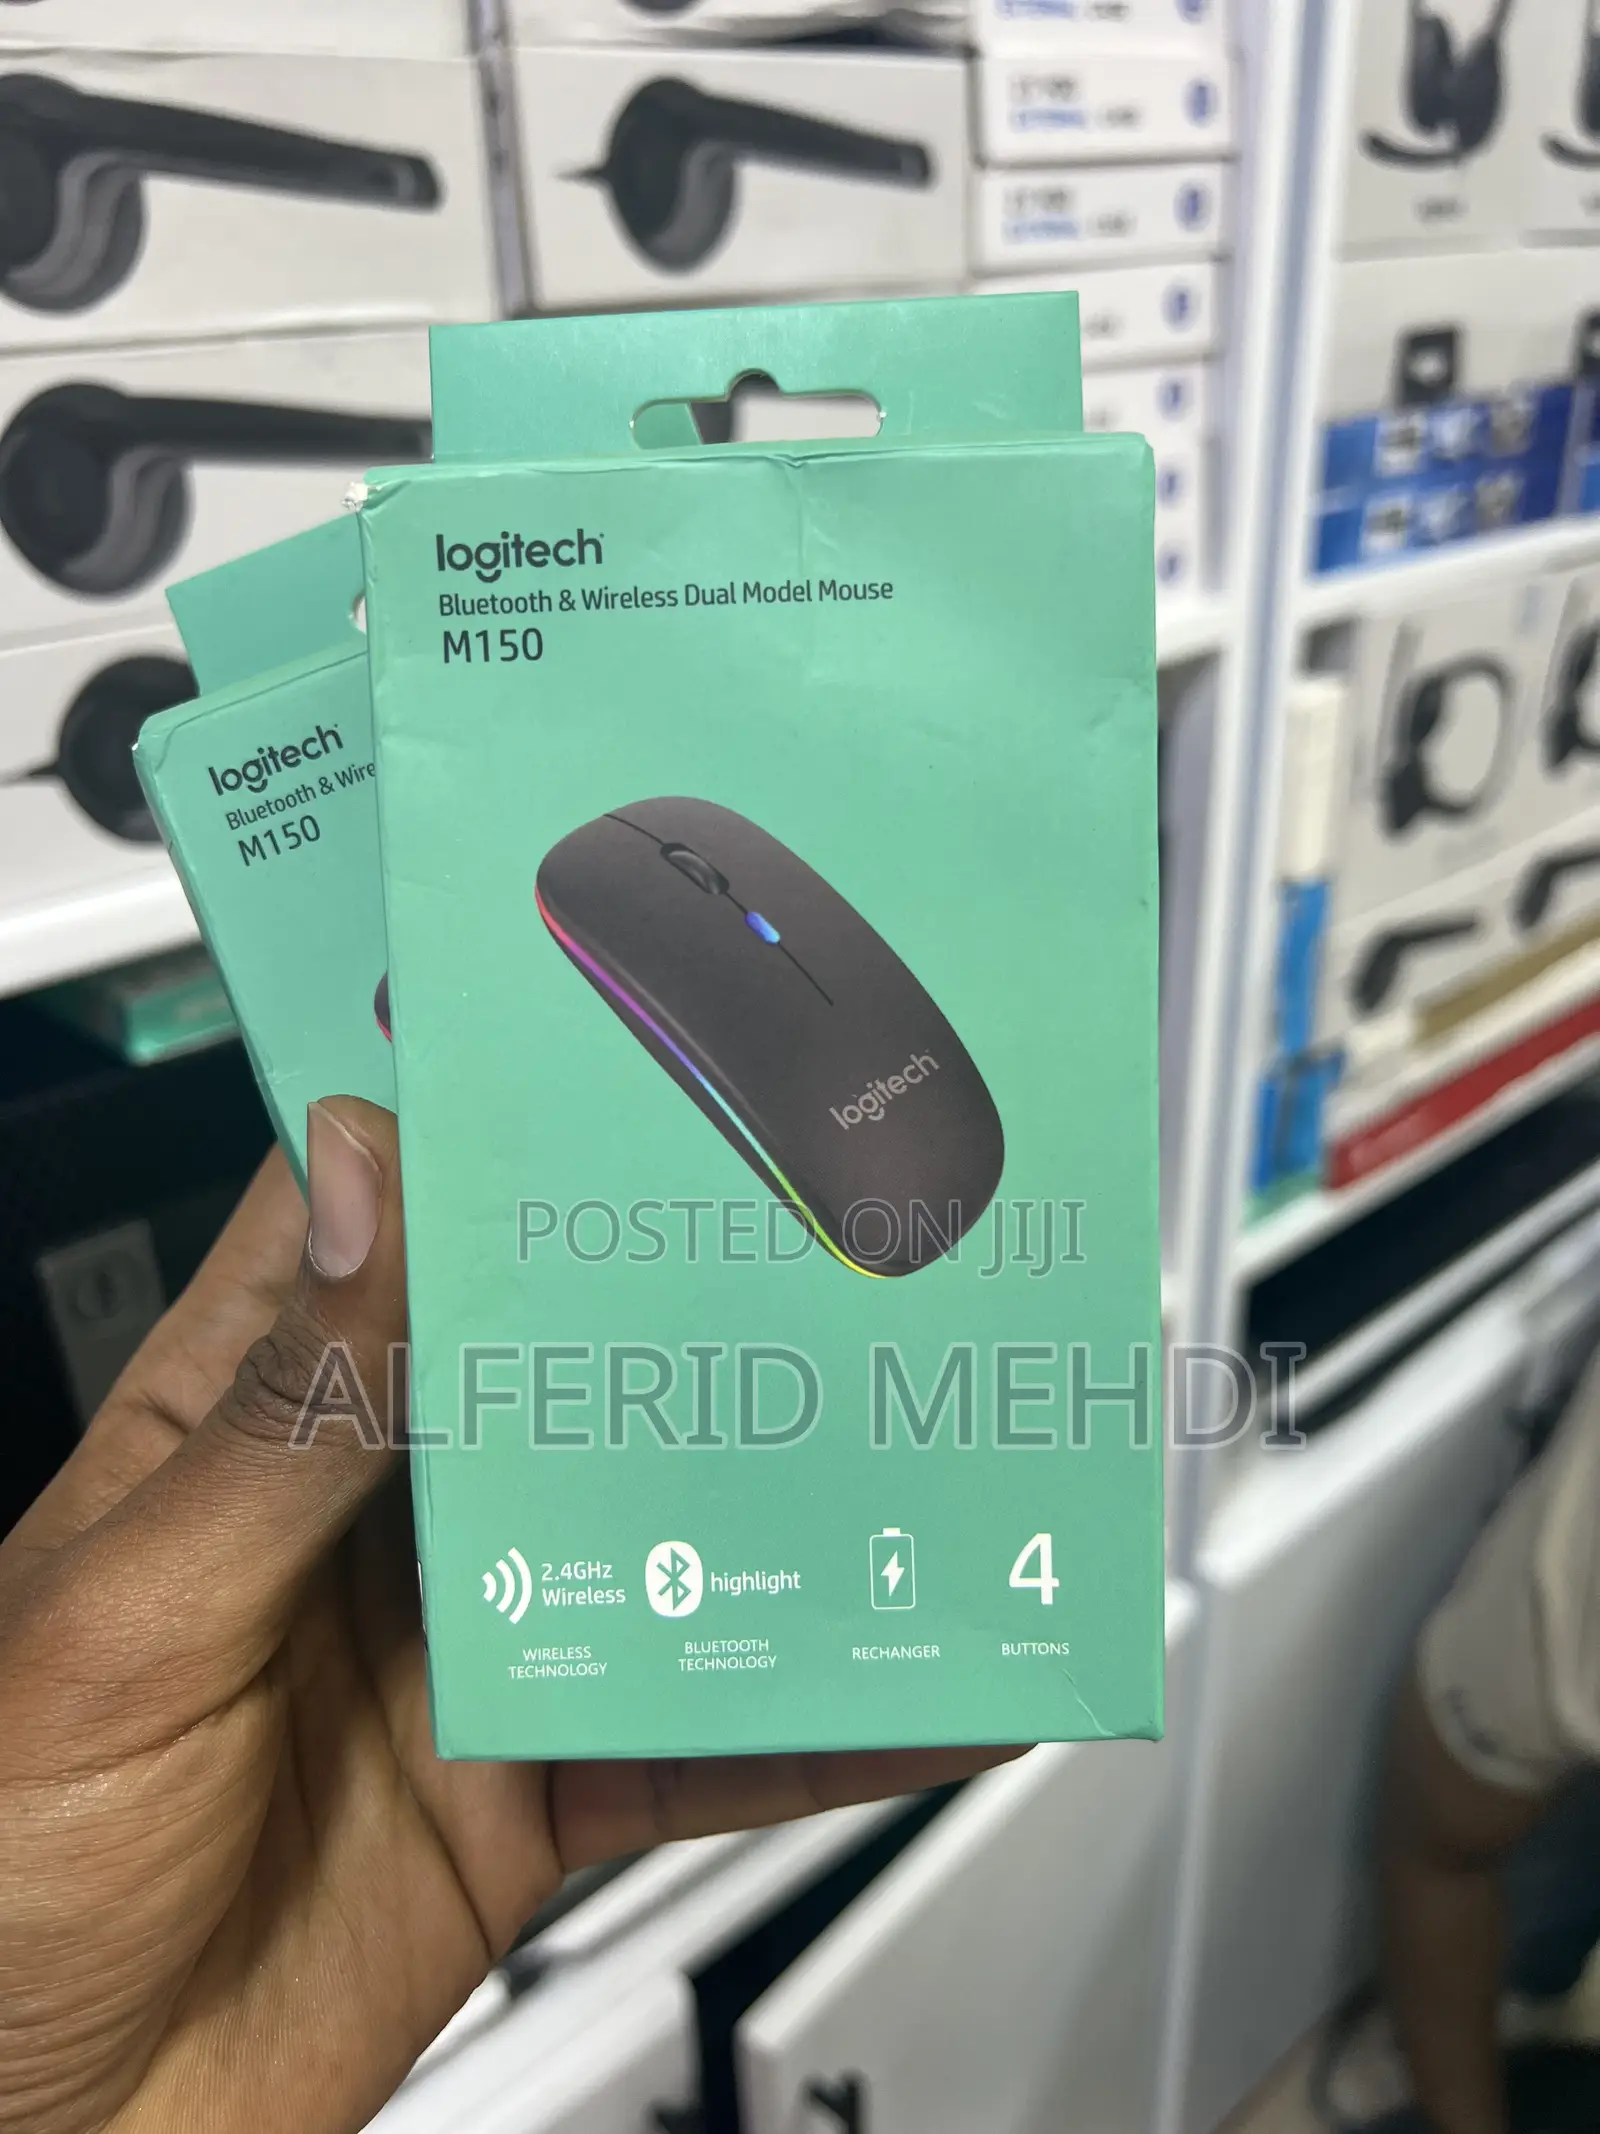 logitech
Bluetooth & Wireless Dual Model Mouse
M150
logitech
Bluetooth & Wire
M150
logitech
POSTED ON JIJI
ALFERID MEHDI
2.4GHz
Wireless
highlight
4
WIRELESS
TECHNOLOGY
BLUETOOTH
TECHNOLOGY
RECHANGER
BUTTONS